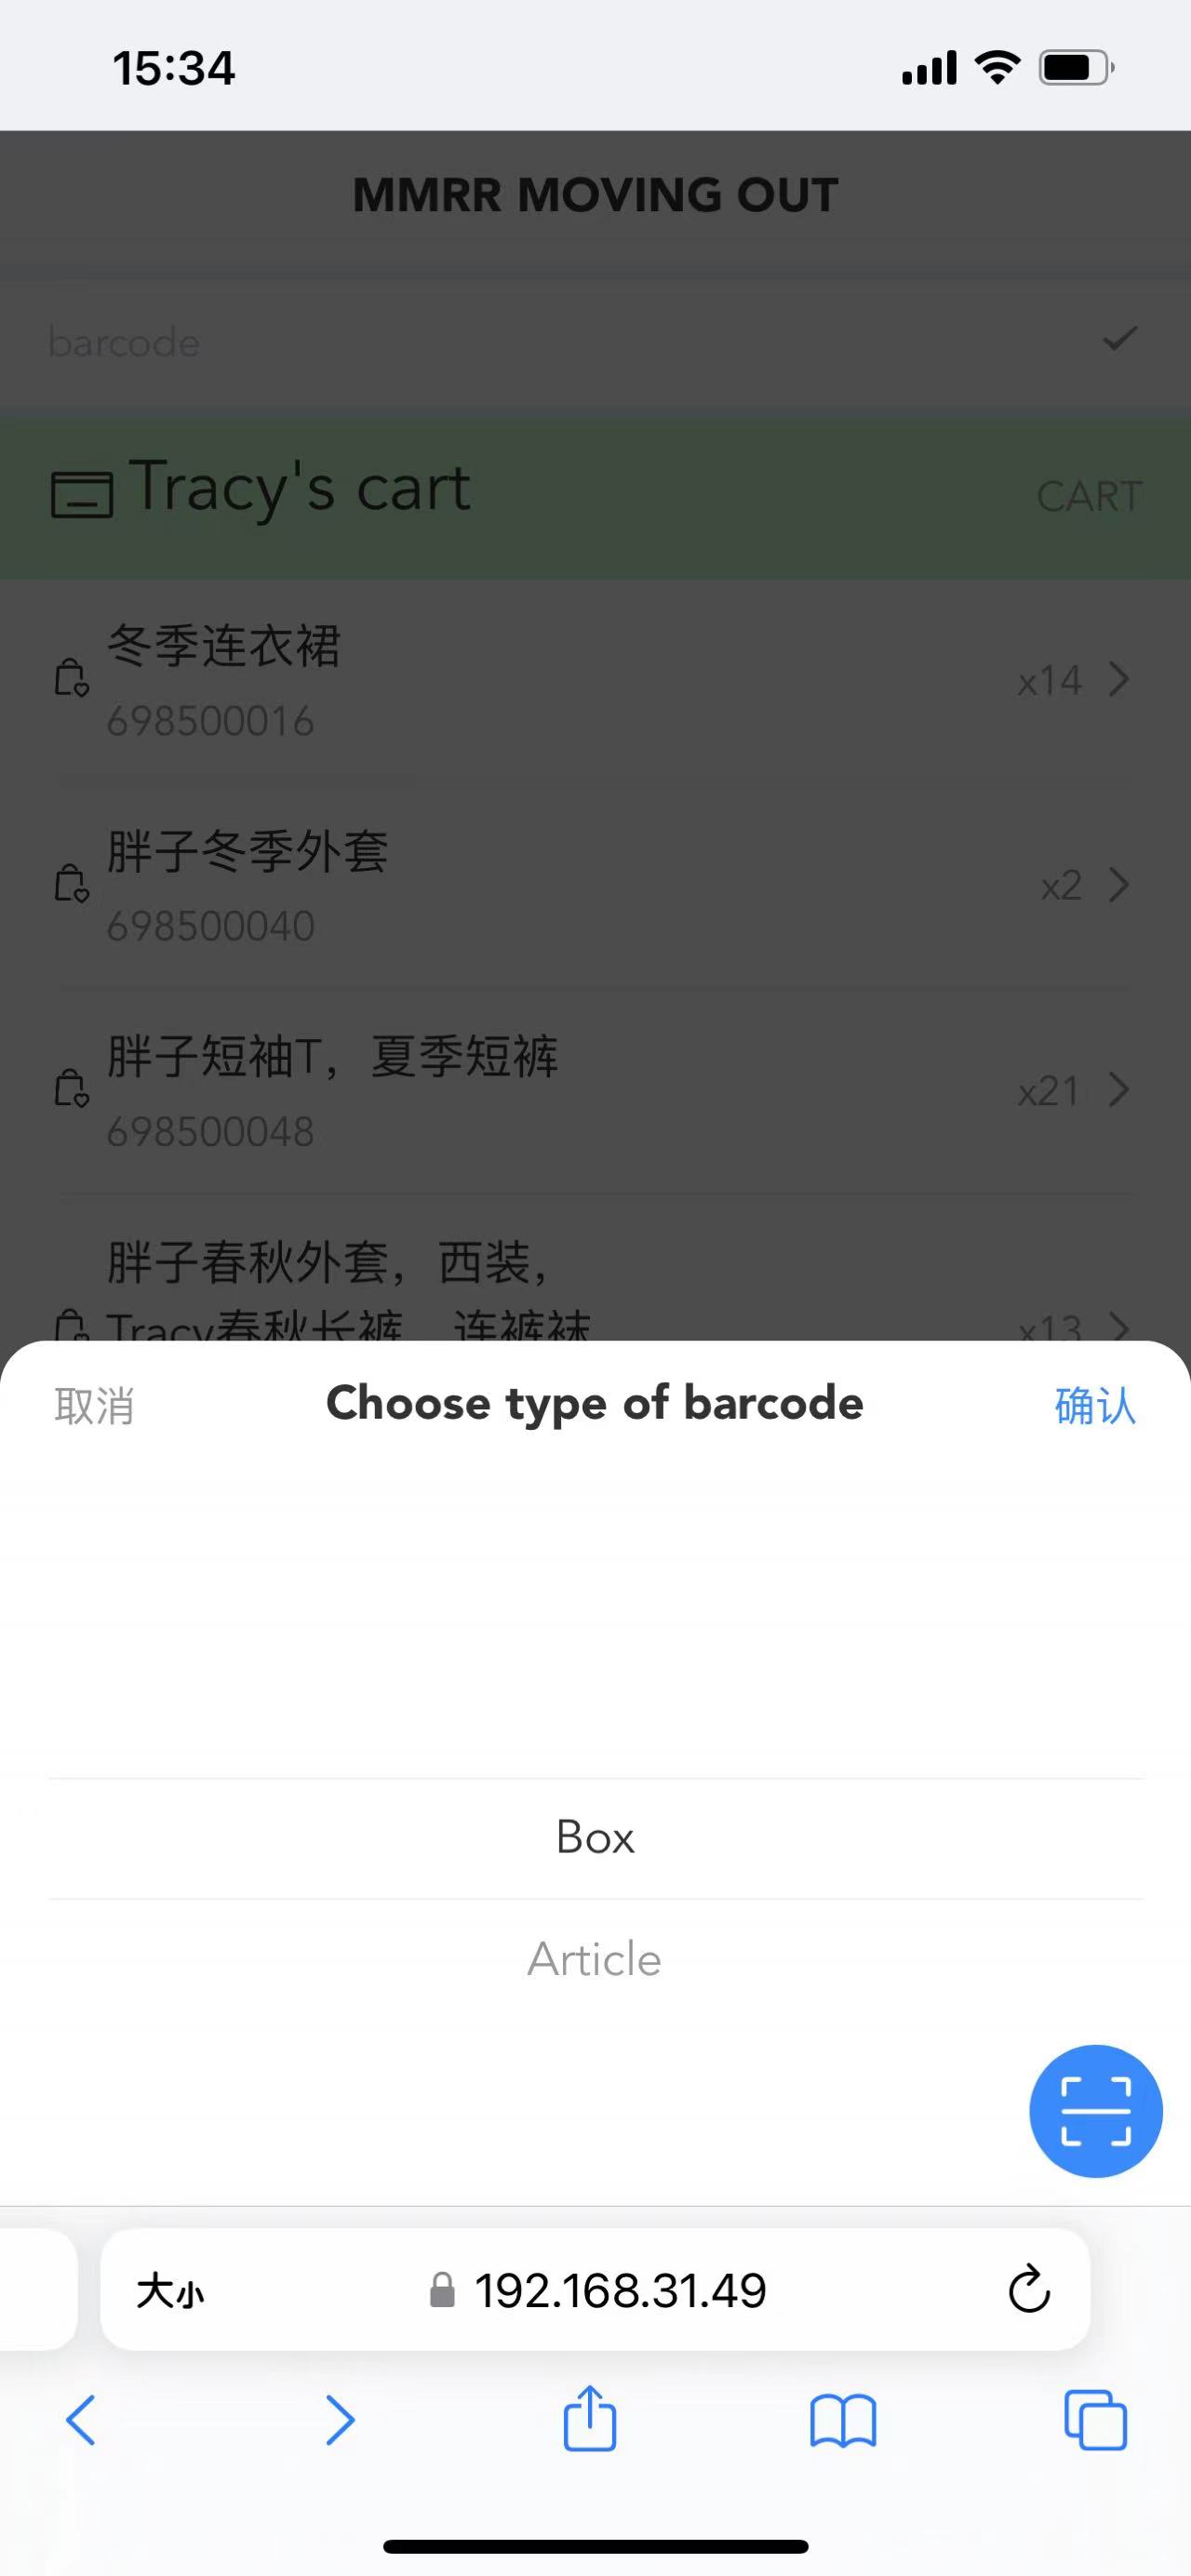 15:34
MMRR MOVING OUT
barcode
Tracy's cart CART
冬季连衣裙
698500016
x14
胖子冬季外套
698500040
x2
胖子短袖T，夏季短裤
698500048
x21
胖子春秋外套，西装，
Tracy春秋长裤，连裤袜
x13
取消 Choose type of barcode 确认
Box
Article
大小 192.168.31.49